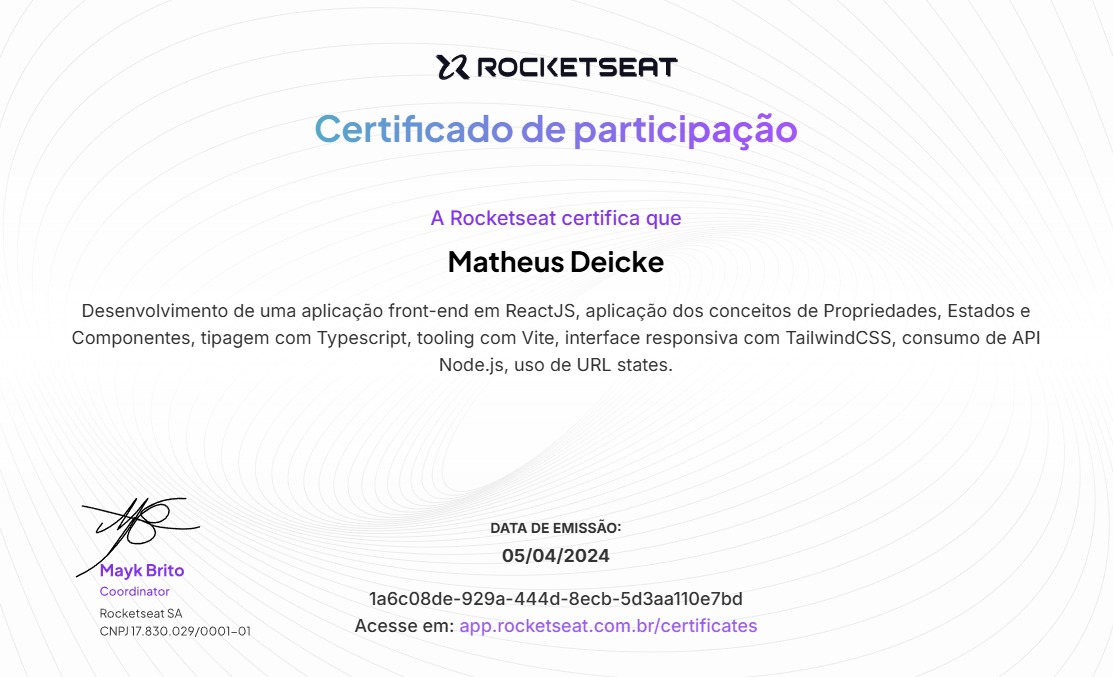 ROCKETSEAT
Certificado de participação
A Rocketseat certifica que
Matheus Deicke
Desenvolvimento de uma aplicação front-end em ReactJS, aplicação dos conceitos de Propriedades, Estados e
Componentes, tipagem com Typescript, tooling com Vite, interface responsiva com TailwindCSS, consumo de API
Node.js, uso de URL states.
Mayk Brito
Coordinator
Rocketseat SA
CNPJ 17.830.029/0001-01
DATA DE EMISSÃO:
05/04/2024
1a6c08de-929a-444d-8ecb-5d3aa110e7bd
Acesse em: app.rocketseat.com.br/certificates